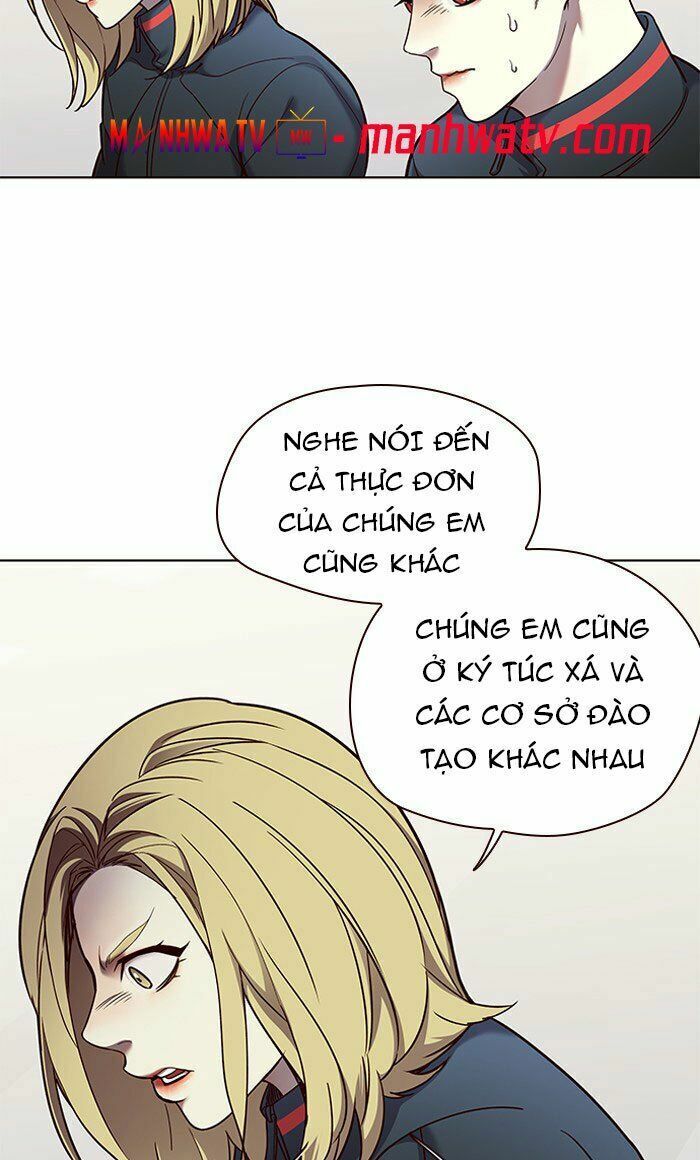 MANHWATV MW - manhwatv.com
NGHE NÓI ĐẾN
CẢ THỰC ĐƠN
CỦA CHÚNG EM
CŨNG KHÁC
CHÚNG EM CŨNG
Ở KÝ TÚC XÁ VÀ
CÁC CƠ SỞ ĐÀO
TẠO KHÁC NHAU